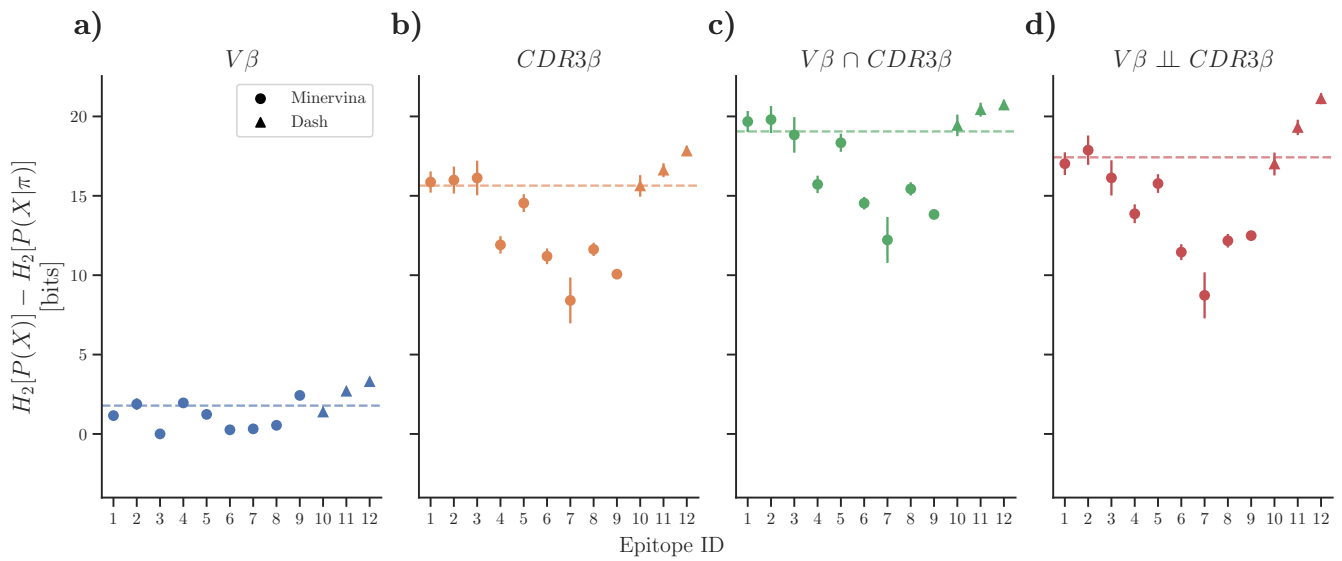 a)
b)
c)
d)
Vβ
CDR3β
Vβ ∩ CDR3β
Vβ ⫫ CDR3β
Minervina
Dash
H₂[P(X)] − H₂[P(X|π)]
[bits]
20
15
10
5
0
1 2 3 4 5 6 7 8 9 10 11 12
1 2 3 4 5 6 7 8 9 10 11 12
1 2 3 4 5 6 7 8 9 10 11 12
1 2 3 4 5 6 7 8 9 10 11 12
Epitope ID